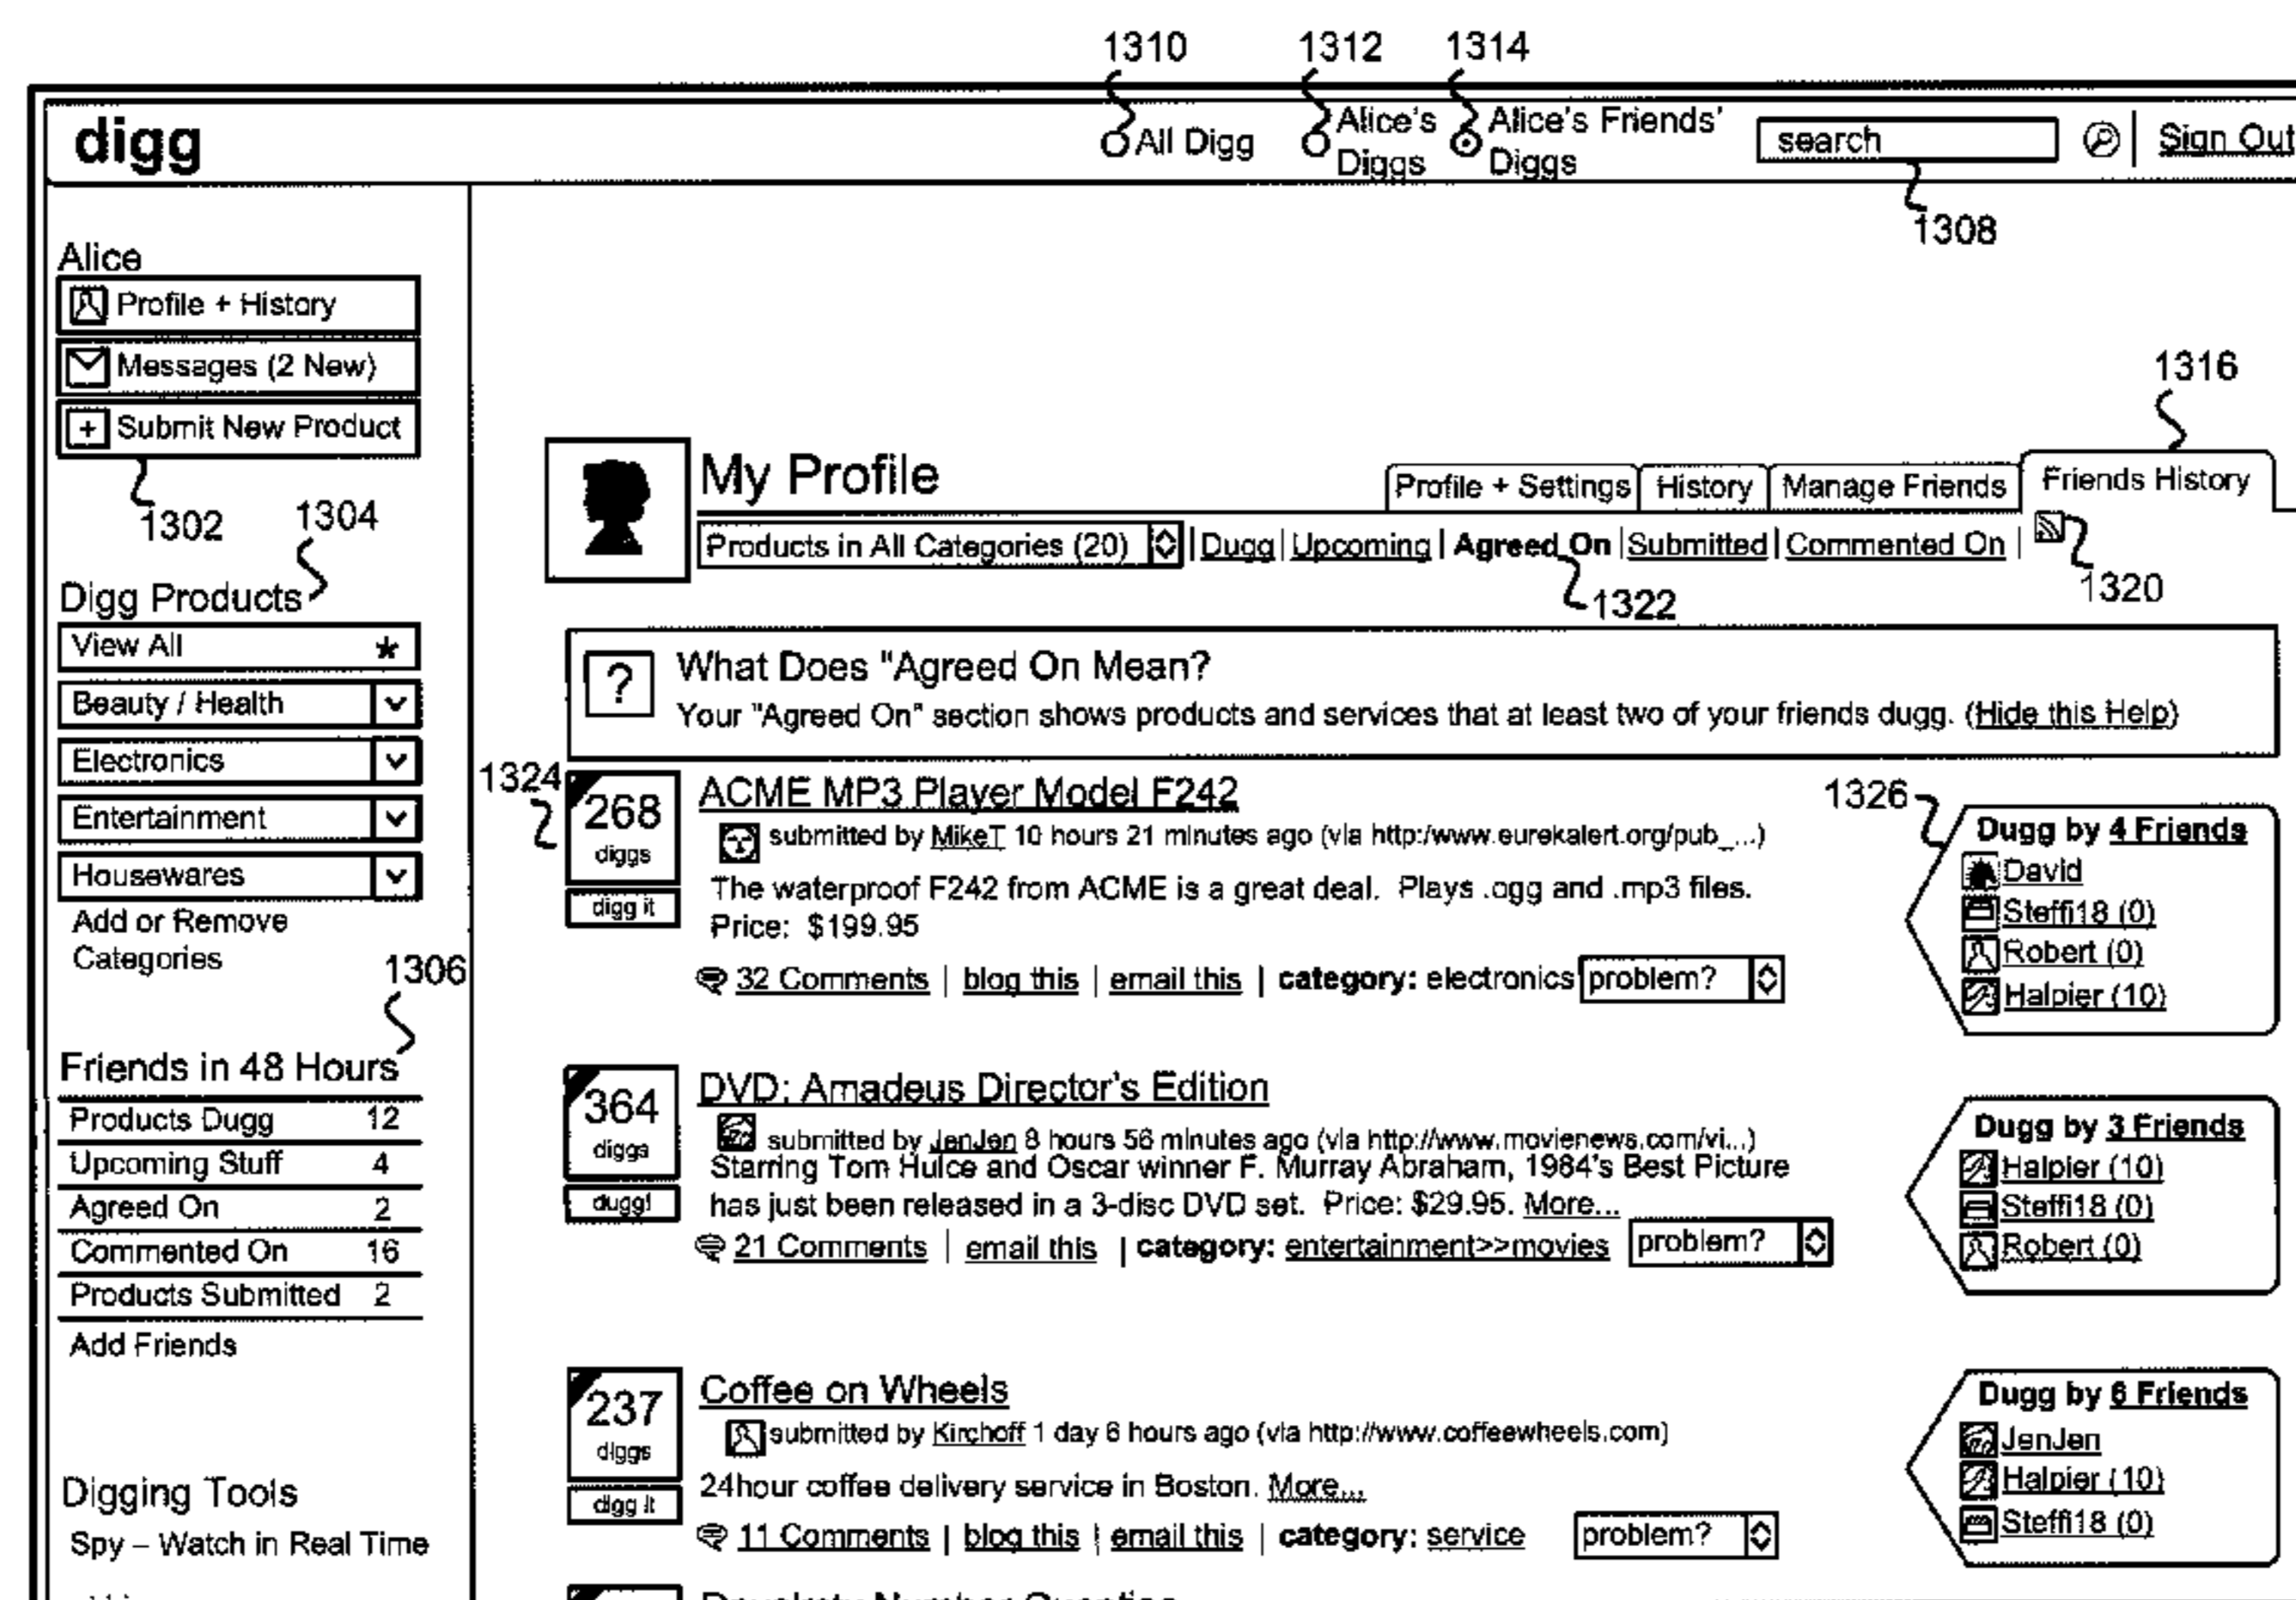 1310 1312 1314
digg All Digg Alice's Diggs Alice's Friends' Diggs search Sign Out
1308
Alice
Profile + History
Messages (2 New)
Submit New Product
1302
1304
Digg Products
View All *
Beauty / Health
Electronics
Entertainment
Housewares
Add or Remove
Categories
1306
Friends in 48 Hours
Products Dugg 12
Upcoming Stuff 4
Agreed On 2
Commented On 16
Products Submitted 2
Add Friends
Digging Tools
Spy – Watch in Real Time
1316
My Profile
Profile + Settings History Manage Friends Friends History
Products in All Categories (20) | Dugg | Upcoming | Agreed On | Submitted | Commented On |
1322
1320
? What Does "Agreed On Mean?
Your "Agreed On" section shows products and services that at least two of your friends dugg. (Hide this Help)
1324
268
diggs
digg it
ACME MP3 Player Model F242
submitted by MikeT 10 hours 21 minutes ago (via http:/www.eurekalert.org/pub_...)
The waterproof F242 from ACME is a great deal. Plays .ogg and .mp3 files.
Price: $199.95
32 Comments | blog this | email this | category: electronics problem?
1326
Dugg by 4 Friends
David
Steffi18 (0)
Robert (0)
Halpier (10)
364
diggs
dugg!
DVD: Amadeus Director's Edition
submitted by JenJen 8 hours 56 minutes ago (via http://www.movienews.com/vi...)
Starring Tom Hulce and Oscar winner F. Murray Abraham, 1984's Best Picture
has just been released in a 3-disc DVD set. Price: $29.95. More...
21 Comments | email this | category: entertainment>>movies problem?
Dugg by 3 Friends
Halpier (10)
Steffi18 (0)
Robert (0)
237
diggs
digg it
Coffee on Wheels
submitted by Kirchoff 1 day 6 hours ago (via http://www.coffeewheels.com)
24hour coffee delivery service in Boston. More...
11 Comments | blog this | email this | category: service problem?
Dugg by 6 Friends
JenJen
Halpier (10)
Steffi18 (0)